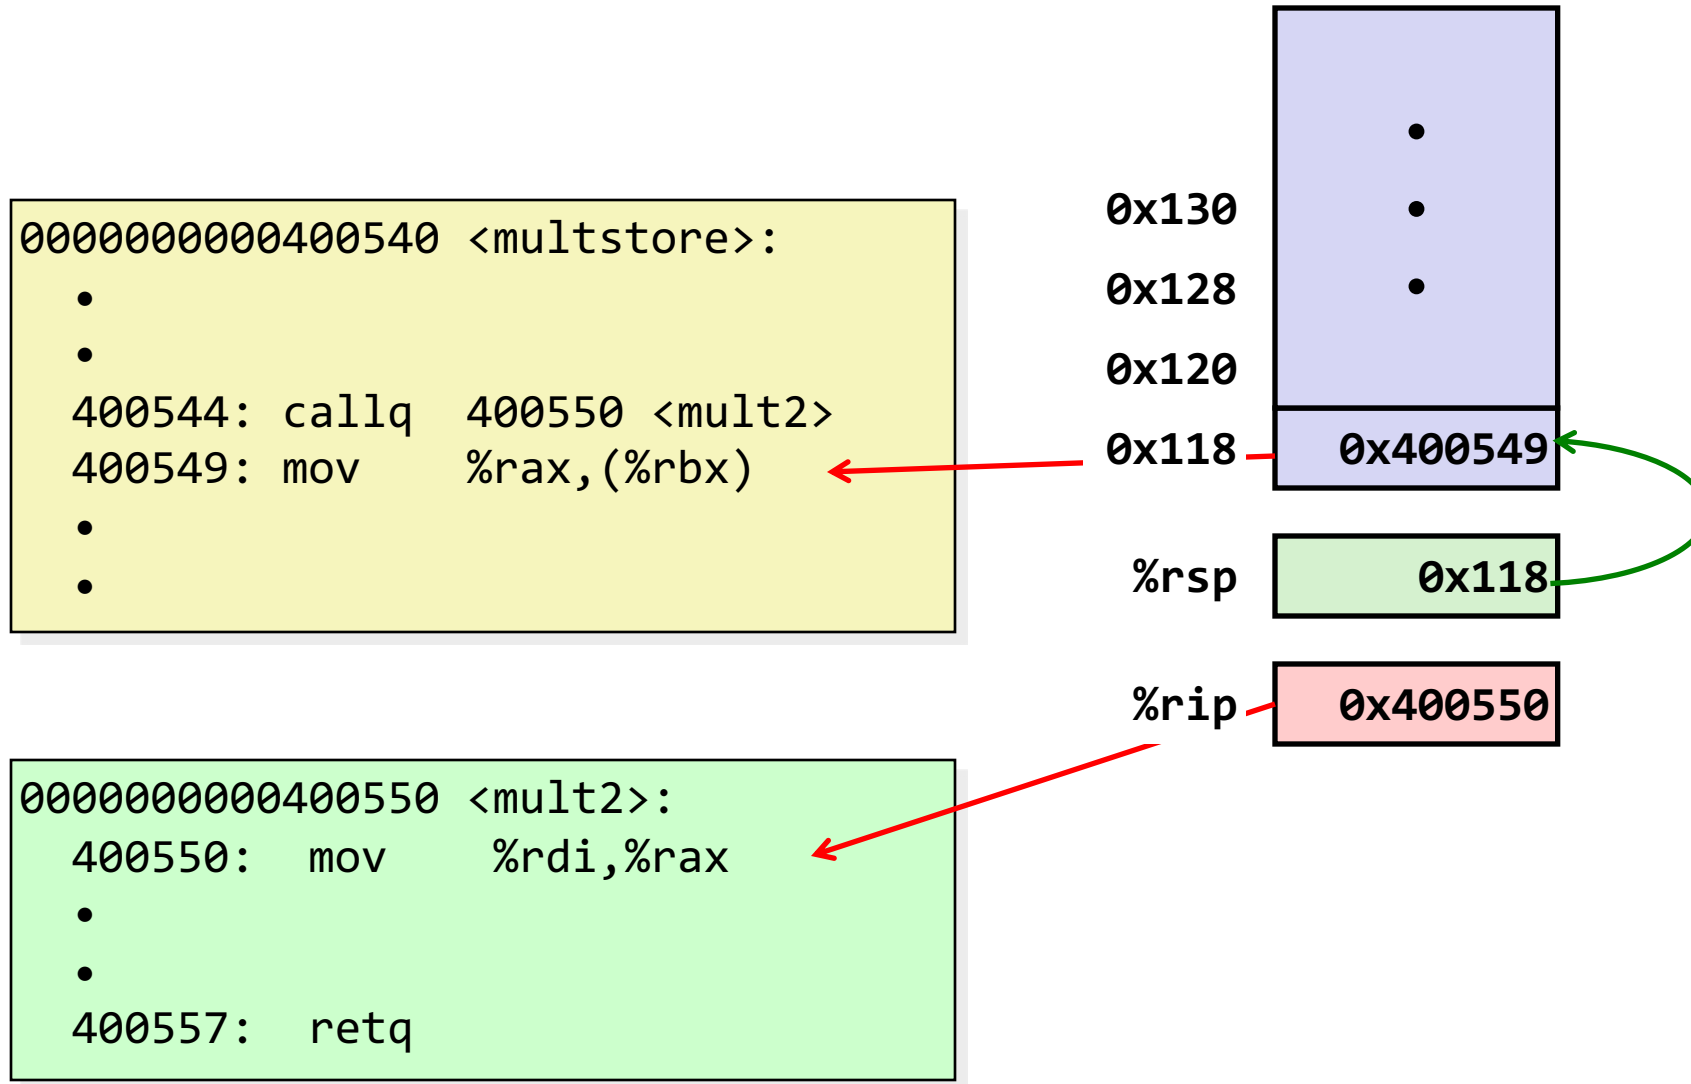 0000000000400540 <multstore>:
•
•
400544: callq 400550 <mult2>
400549: mov %rax,(%rbx)
•
•
0000000000400550 <mult2>:
400550: mov %rdi,%rax
•
•
400557: retq
•
0x130 •
0x128 •
0x120
0x118 0x400549
%rsp 0x118
%rip 0x400550